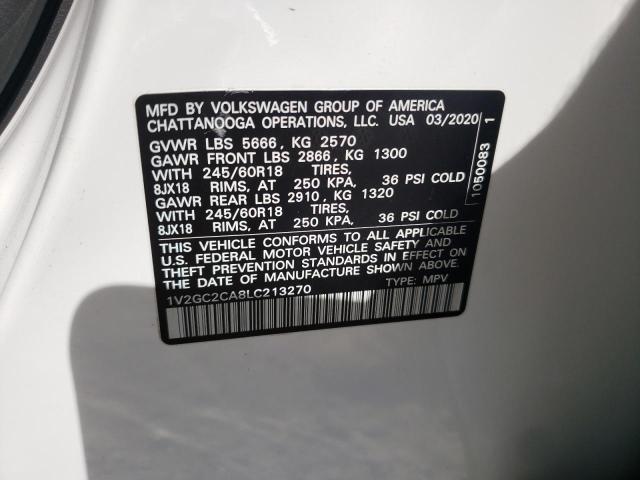 MFD BY VOLKSWAGEN GROUP OF AMERICA
CHATTANOOGA OPERATIONS, LLC. USA 03/2020
GVWR LBS 5666, KG 2570
GAWR FRONT LBS 2866, KG 1300
WITH 245/60R18 TIRES,
8JX18 RIMS, AT 250 KPA, 36 PSI COLD
GAWR REAR LBS 2910, KG 1320
WITH 245/60R18 TIRES,
8JX18 RIMS, AT 250 KPA, 36 PSI COLD
THIS VEHICLE CONFORMS TO ALL APPLICABLE
U.S. FEDERAL MOTOR VEHICLE SAFETY AND
THEFT PREVENTION STANDARDS IN EFFECT ON
THE DATE OF MANUFACTURE SHOWN ABOVE.
1V2GC2CA8LC213270 TYPE: MPV
1050083 1